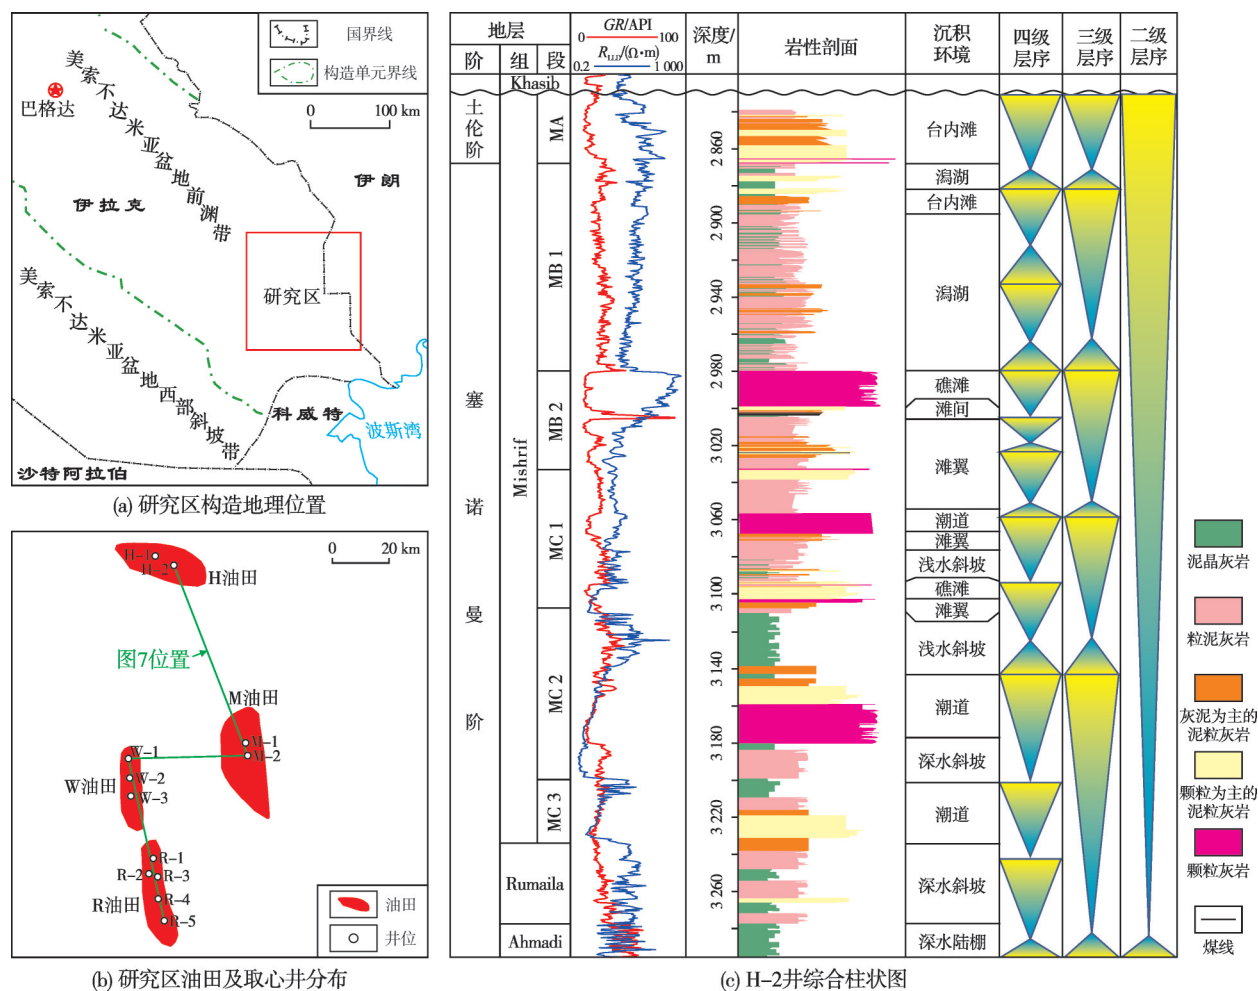 国界线
构造单元界线
0 100 km
美索不达米亚盆地前渊带
巴格达
伊朗
伊拉克
研究区
美索不达米亚盆地西部斜坡带
科威特
波斯湾
沙特阿拉伯
(a) 研究区构造地理位置
0 20 km
H-1
H-2
H油田
图7位置
M油田
M-1
M-2
W-1
W-2
W油田
W-3
R-1
R-2
R-3
R-4
R油田
R-5
油田
井位
(b) 研究区油田及取心井分布
地层
阶 组 段
GR/API
0 100
RLLD/(Ω·m)
0.2 1 000
深度/m
岩性剖面
沉积环境
四级层序
三级层序
二级层序
Khasib
土伦阶
塞诺曼阶
Mishrif
MA
MB 1
MB 2
MC 1
MC 2
MC 3
Rumaila
Ahmadi
2 860
2 900
2 940
2 980
3 020
3 060
3 100
3 140
3 180
3 220
3 260
台内滩
潟湖
台内滩
潟湖
礁滩
滩间
滩翼
潮道
滩翼
浅水斜坡
礁滩
滩翼
浅水斜坡
潮道
深水斜坡
潮道
深水斜坡
深水陆棚
泥晶灰岩
粒泥灰岩
灰泥为主的
泥粒灰岩
颗粒为主的
泥粒灰岩
颗粒灰岩
煤线
(c) H-2井综合柱状图